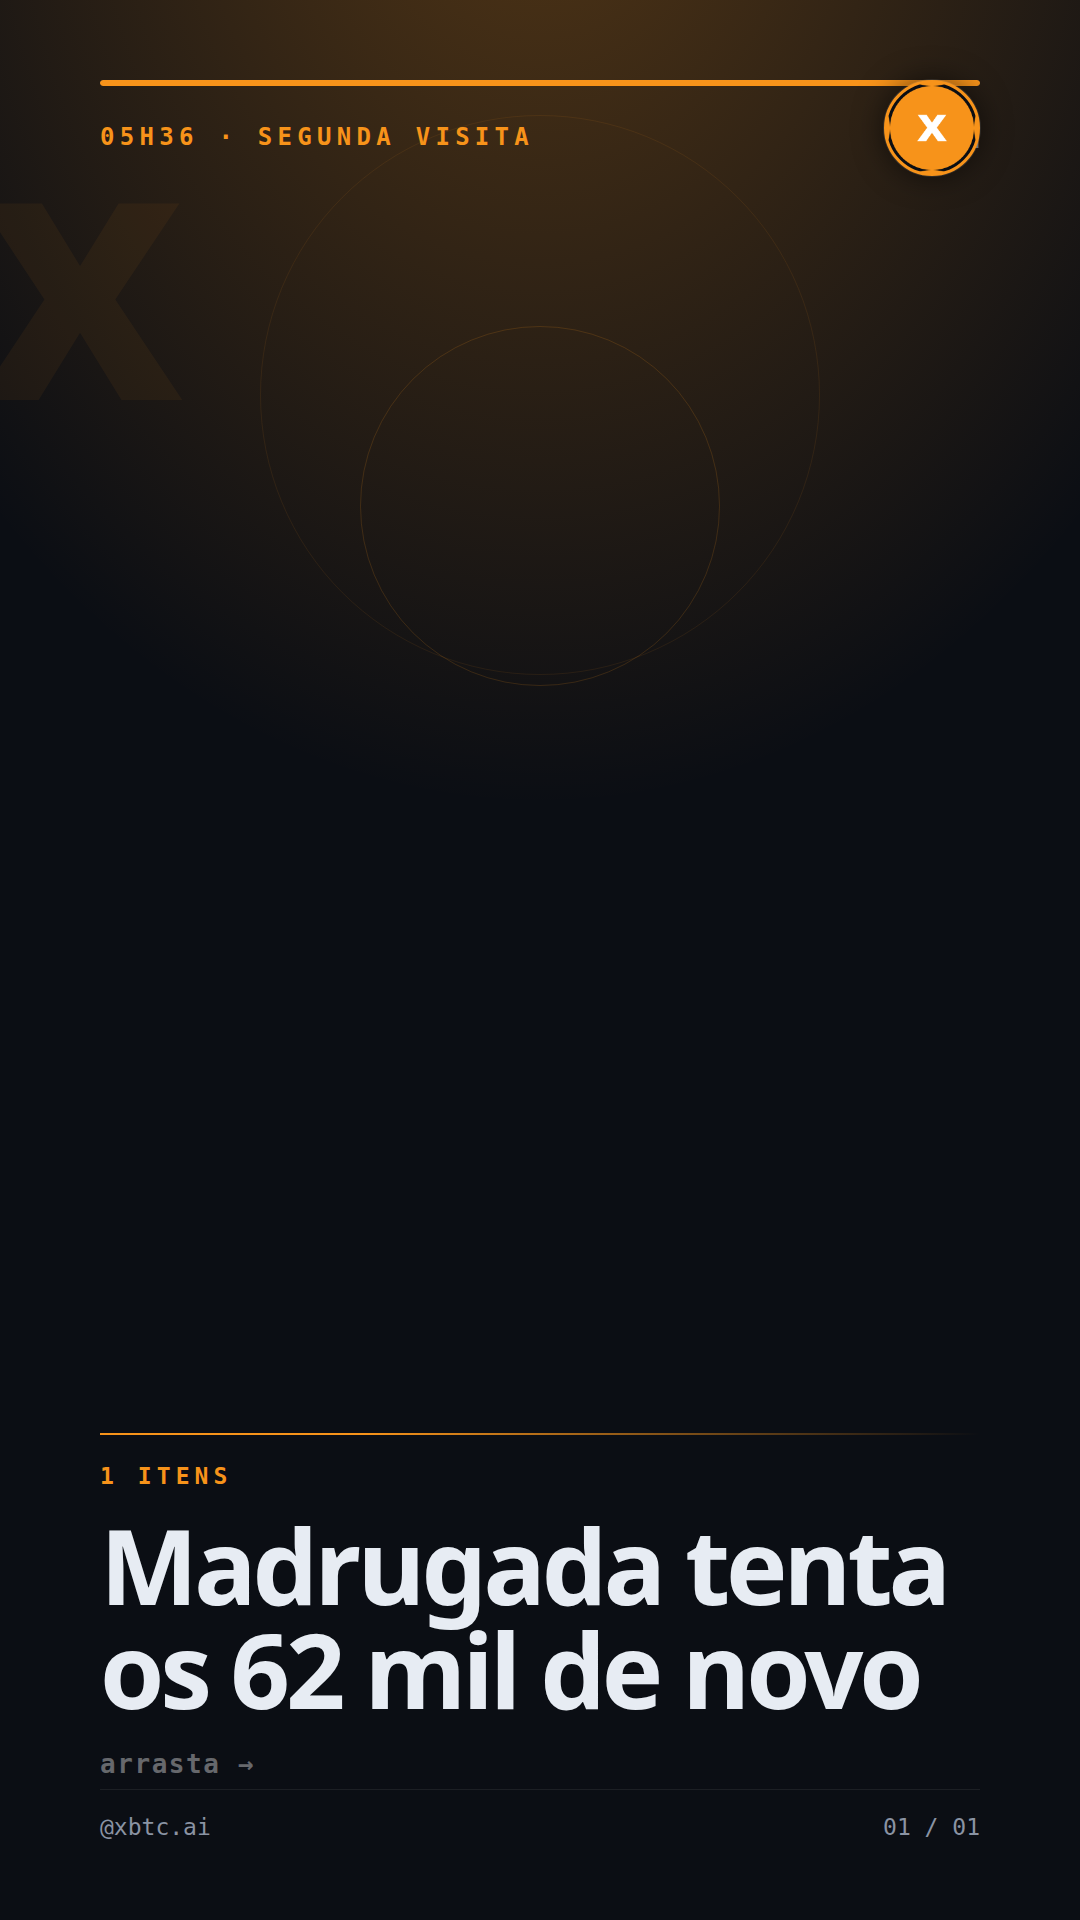 05H36 · SEGUNDA VISITA
x
x
1 ITENS
Madrugada tenta
os 62 mil de novo
arrasta →
@xbtc.ai
01 / 01